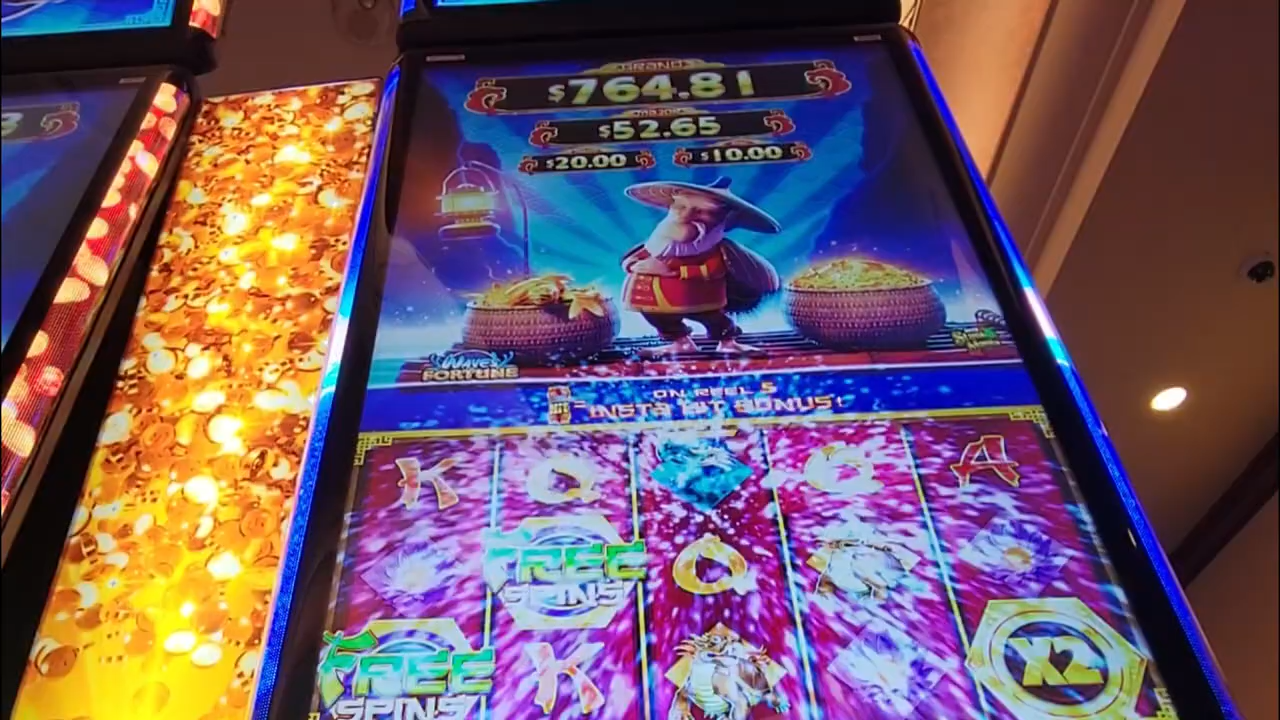 GRAND
$764.81
MAJOR
$52.65
$20.00
$10.00
WAVES
FORTUNE
ON REEL 5
= INSTA HIT BONUS!
K
A
FREE
SPINS
FREE
SPINS
K
X2